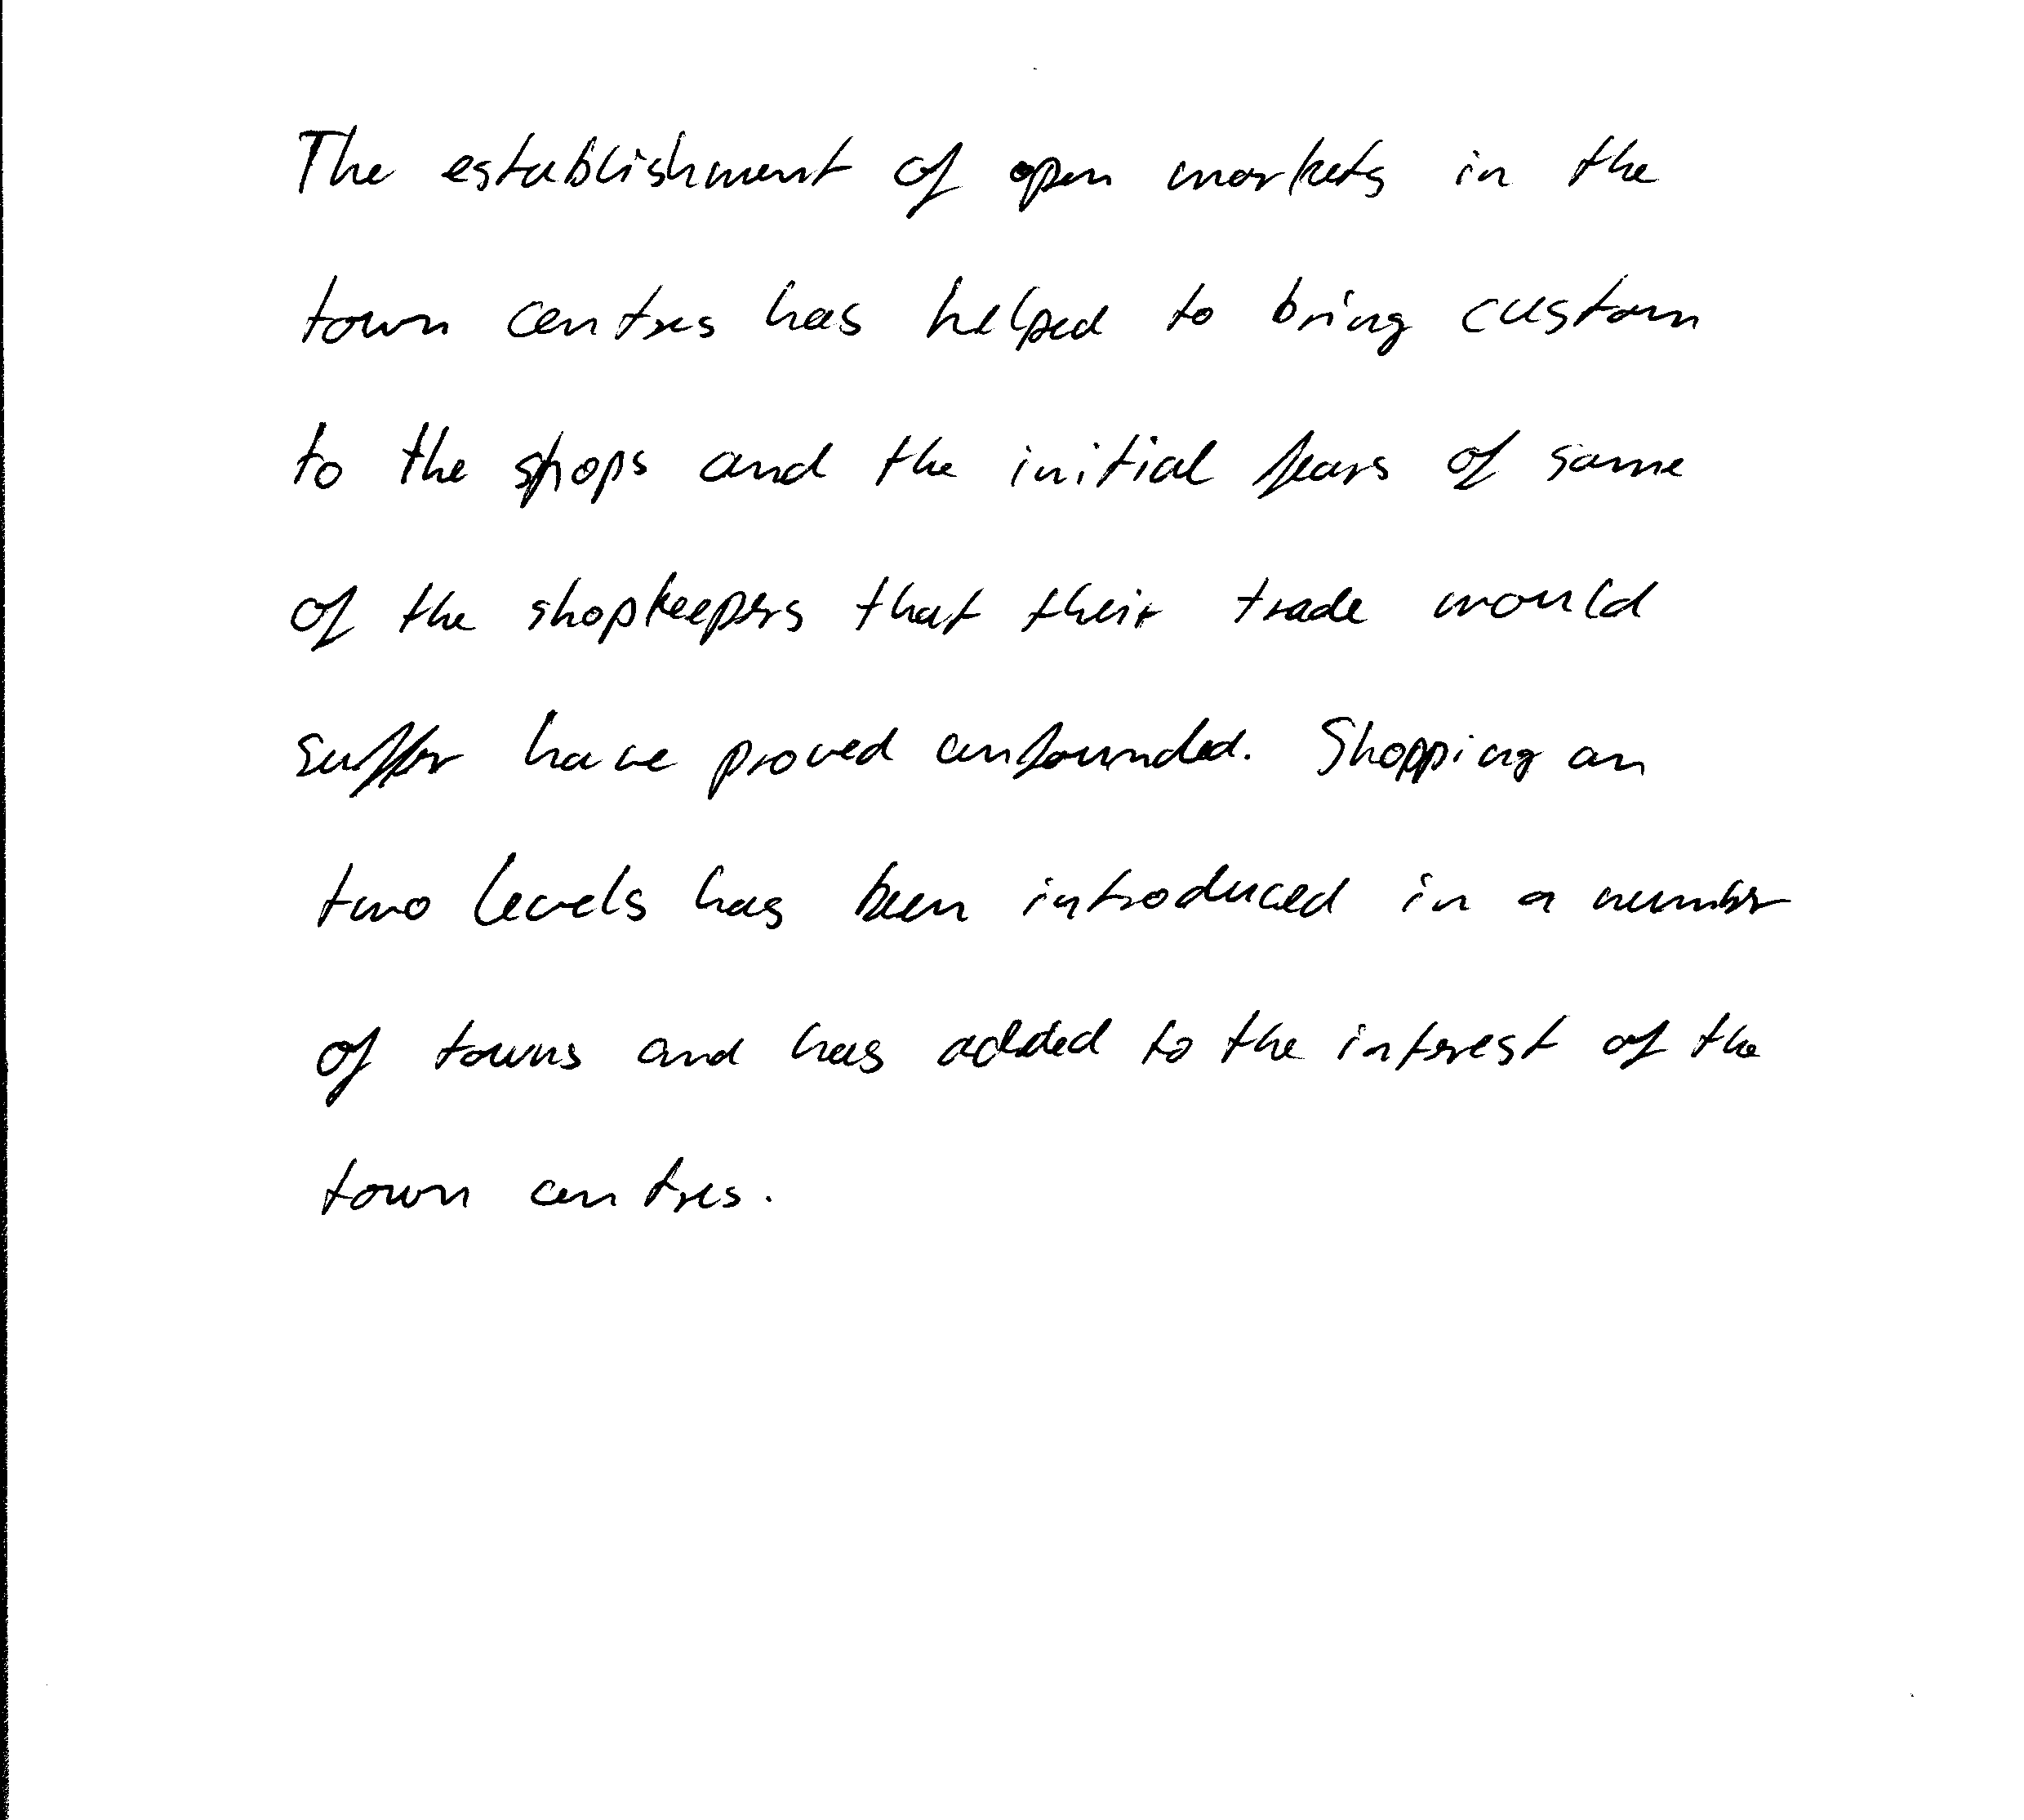 The establishment of open markets in the
town centres has helped to bring custom
to the shops and the initial fears of some
of the shopkeepers that their trade would
suffer have proved unfounded. Shopping on
two levels has been introduced in a number
of towns and has added to the interest of the
town centres.